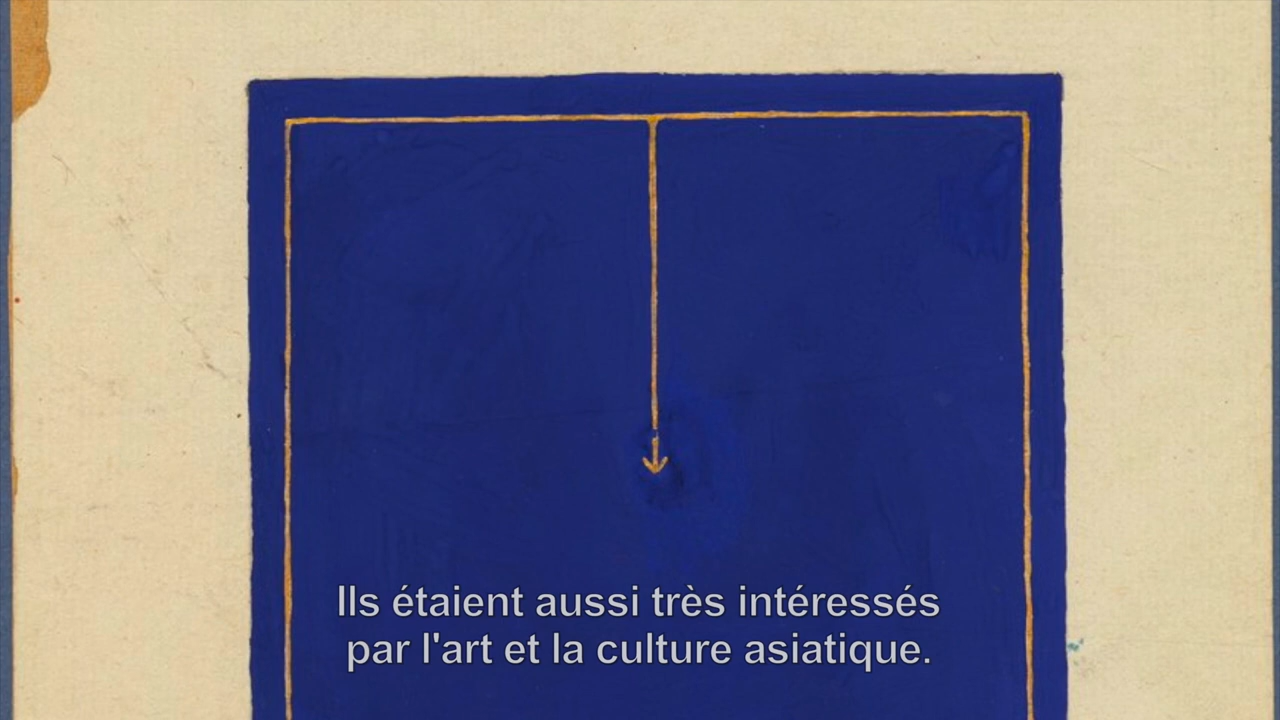 Ils étaient aussi très intéressés
par l'art et la culture asiatique.